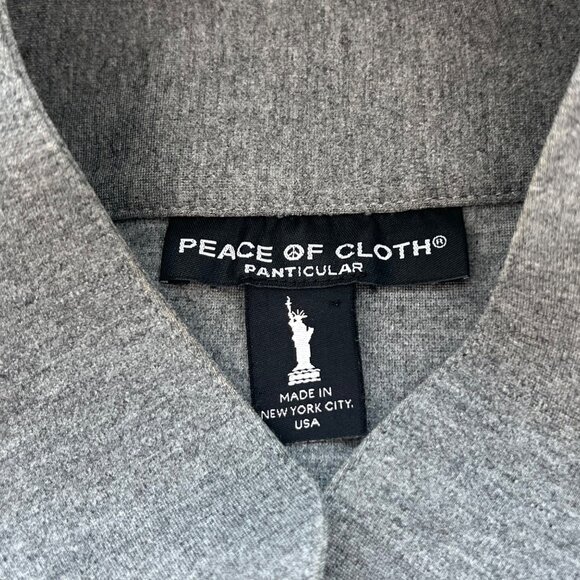 PEACE OF CLOTH®
PANTICULAR
MADE IN
NEW YORK CITY.
USA